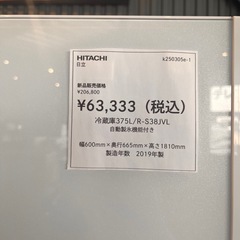 HITACHI k250305e-1
日立
新品販売価格
¥206,800
¥63,333（税込）
冷蔵庫375L/R-S38JVL
自動製氷機能付き
幅600mm×奥行665mm×高さ1810mm
製造年数 2019年製